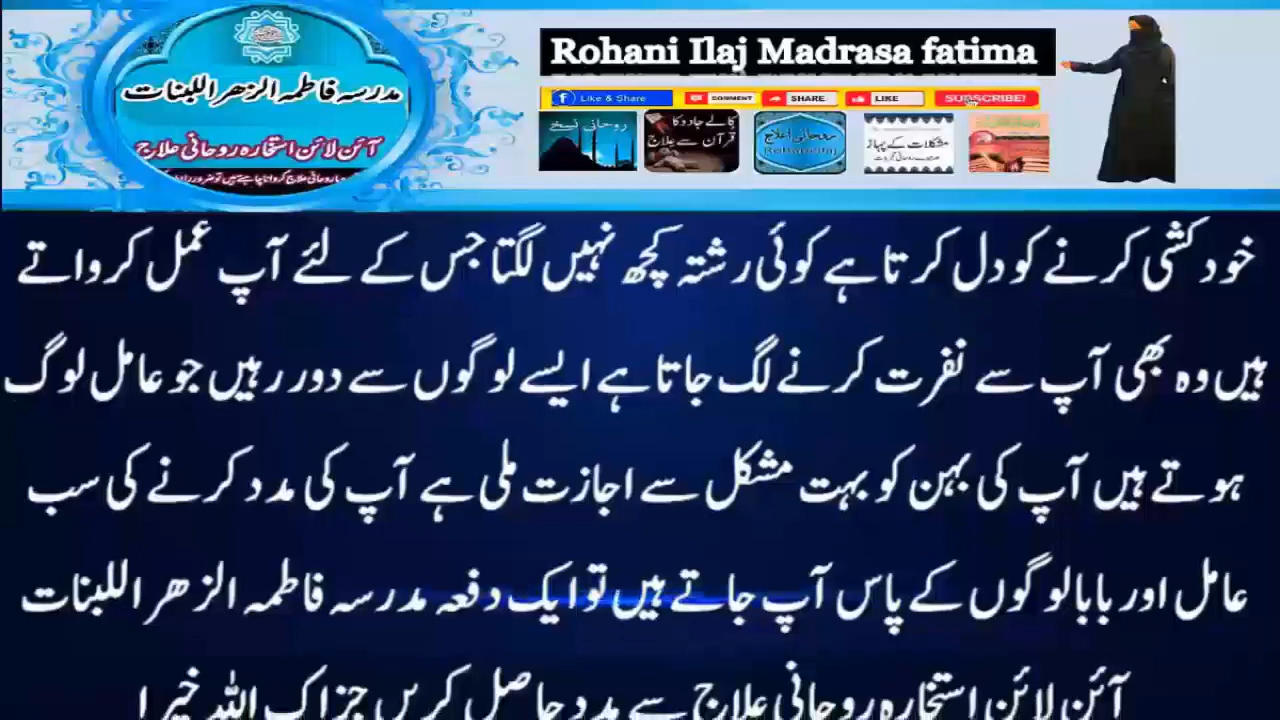 مدرسہ فاطمہ الزھر اللبنات
آئن لائن استخارہ روحانی علاج
Rohani Ilaj Madrasa fatima
Like & Share
COMMENT
SHARE
LIKE
SUBSCRIBE!
روحانی نسخے
کالے جادو کا
قرآن سے علاج
روحانی علاج
مشکلات کے پہاڑ
خود کشی کرنے کو دل کرتا ہے کوئی رشتہ کچھ نہیں لگتا جس کے لئے آپ عمل کرواتے
ہیں وہ بھی آپ سے نفرت کرنے لگ جاتا ہے ایسے لوگوں سے دور رہیں جو عامل لوگ
ہوتے ہیں آپ کی بہن کو بہت مشکل سے اجازت ملی ہے آپ کی مدد کرنے کی سب
عامل اور بابا لوگوں کے پاس آپ جاتے ہیں تو ایک دفعہ مدرسہ فاطمہ الزھر اللبنات
آئن لائن استخارہ روحانی علاج سے مدد حاصل کریں جزاک اللہ خیرا